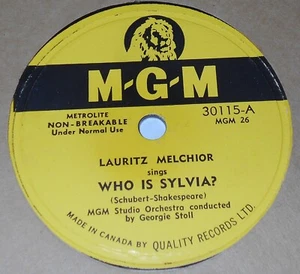 M-G-M
METROLITE
NON-BREAKABLE
Under Normal Use
30115-A
MGM 26
LAURITZ MELCHIOR
sings
WHO IS SYLVIA?
(Schubert-Shakespeare)
MGM Studio Orchestra conducted
by Georgie Stoll
MADE IN CANADA BY QUALITY RECORDS LTD.